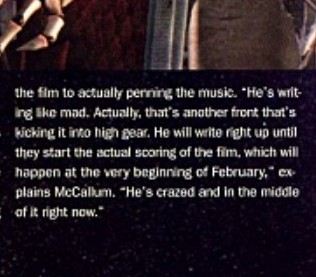 the film to actually penning the music. “He’s writ-
ing like mad. Actually, that’s another front that’s
kicking it into high gear. He will write right up until
they start the actual scoring of the film, which will
happen at the very beginning of February,” ex-
plains McCallum. “He’s crazed and in the middle
of it right now.”